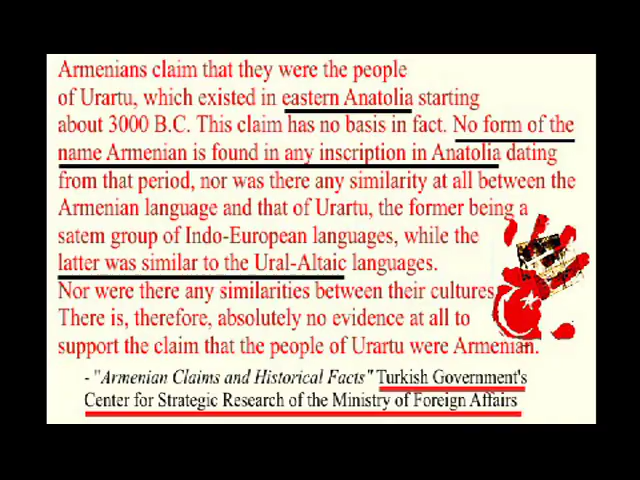 Armenians claim that they were the people
of Urartu, which existed in eastern Anatolia starting
about 3000 B.C. This claim has no basis in fact. No form of the
name Armenian is found in any inscription in Anatolia dating
from that period, nor was there any similarity at all between the
Armenian language and that of Urartu, the former being a
satem group of Indo-European languages, while the
latter was similar to the Ural-Altaic languages.
Nor were there any similarities between their cultures
There is, therefore, absolutely no evidence at all to
support the claim that the people of Urartu were Armenian.
- "Armenian Claims and Historical Facts" Turkish Government's
Center for Strategic Research of the Ministry of Foreign Affairs